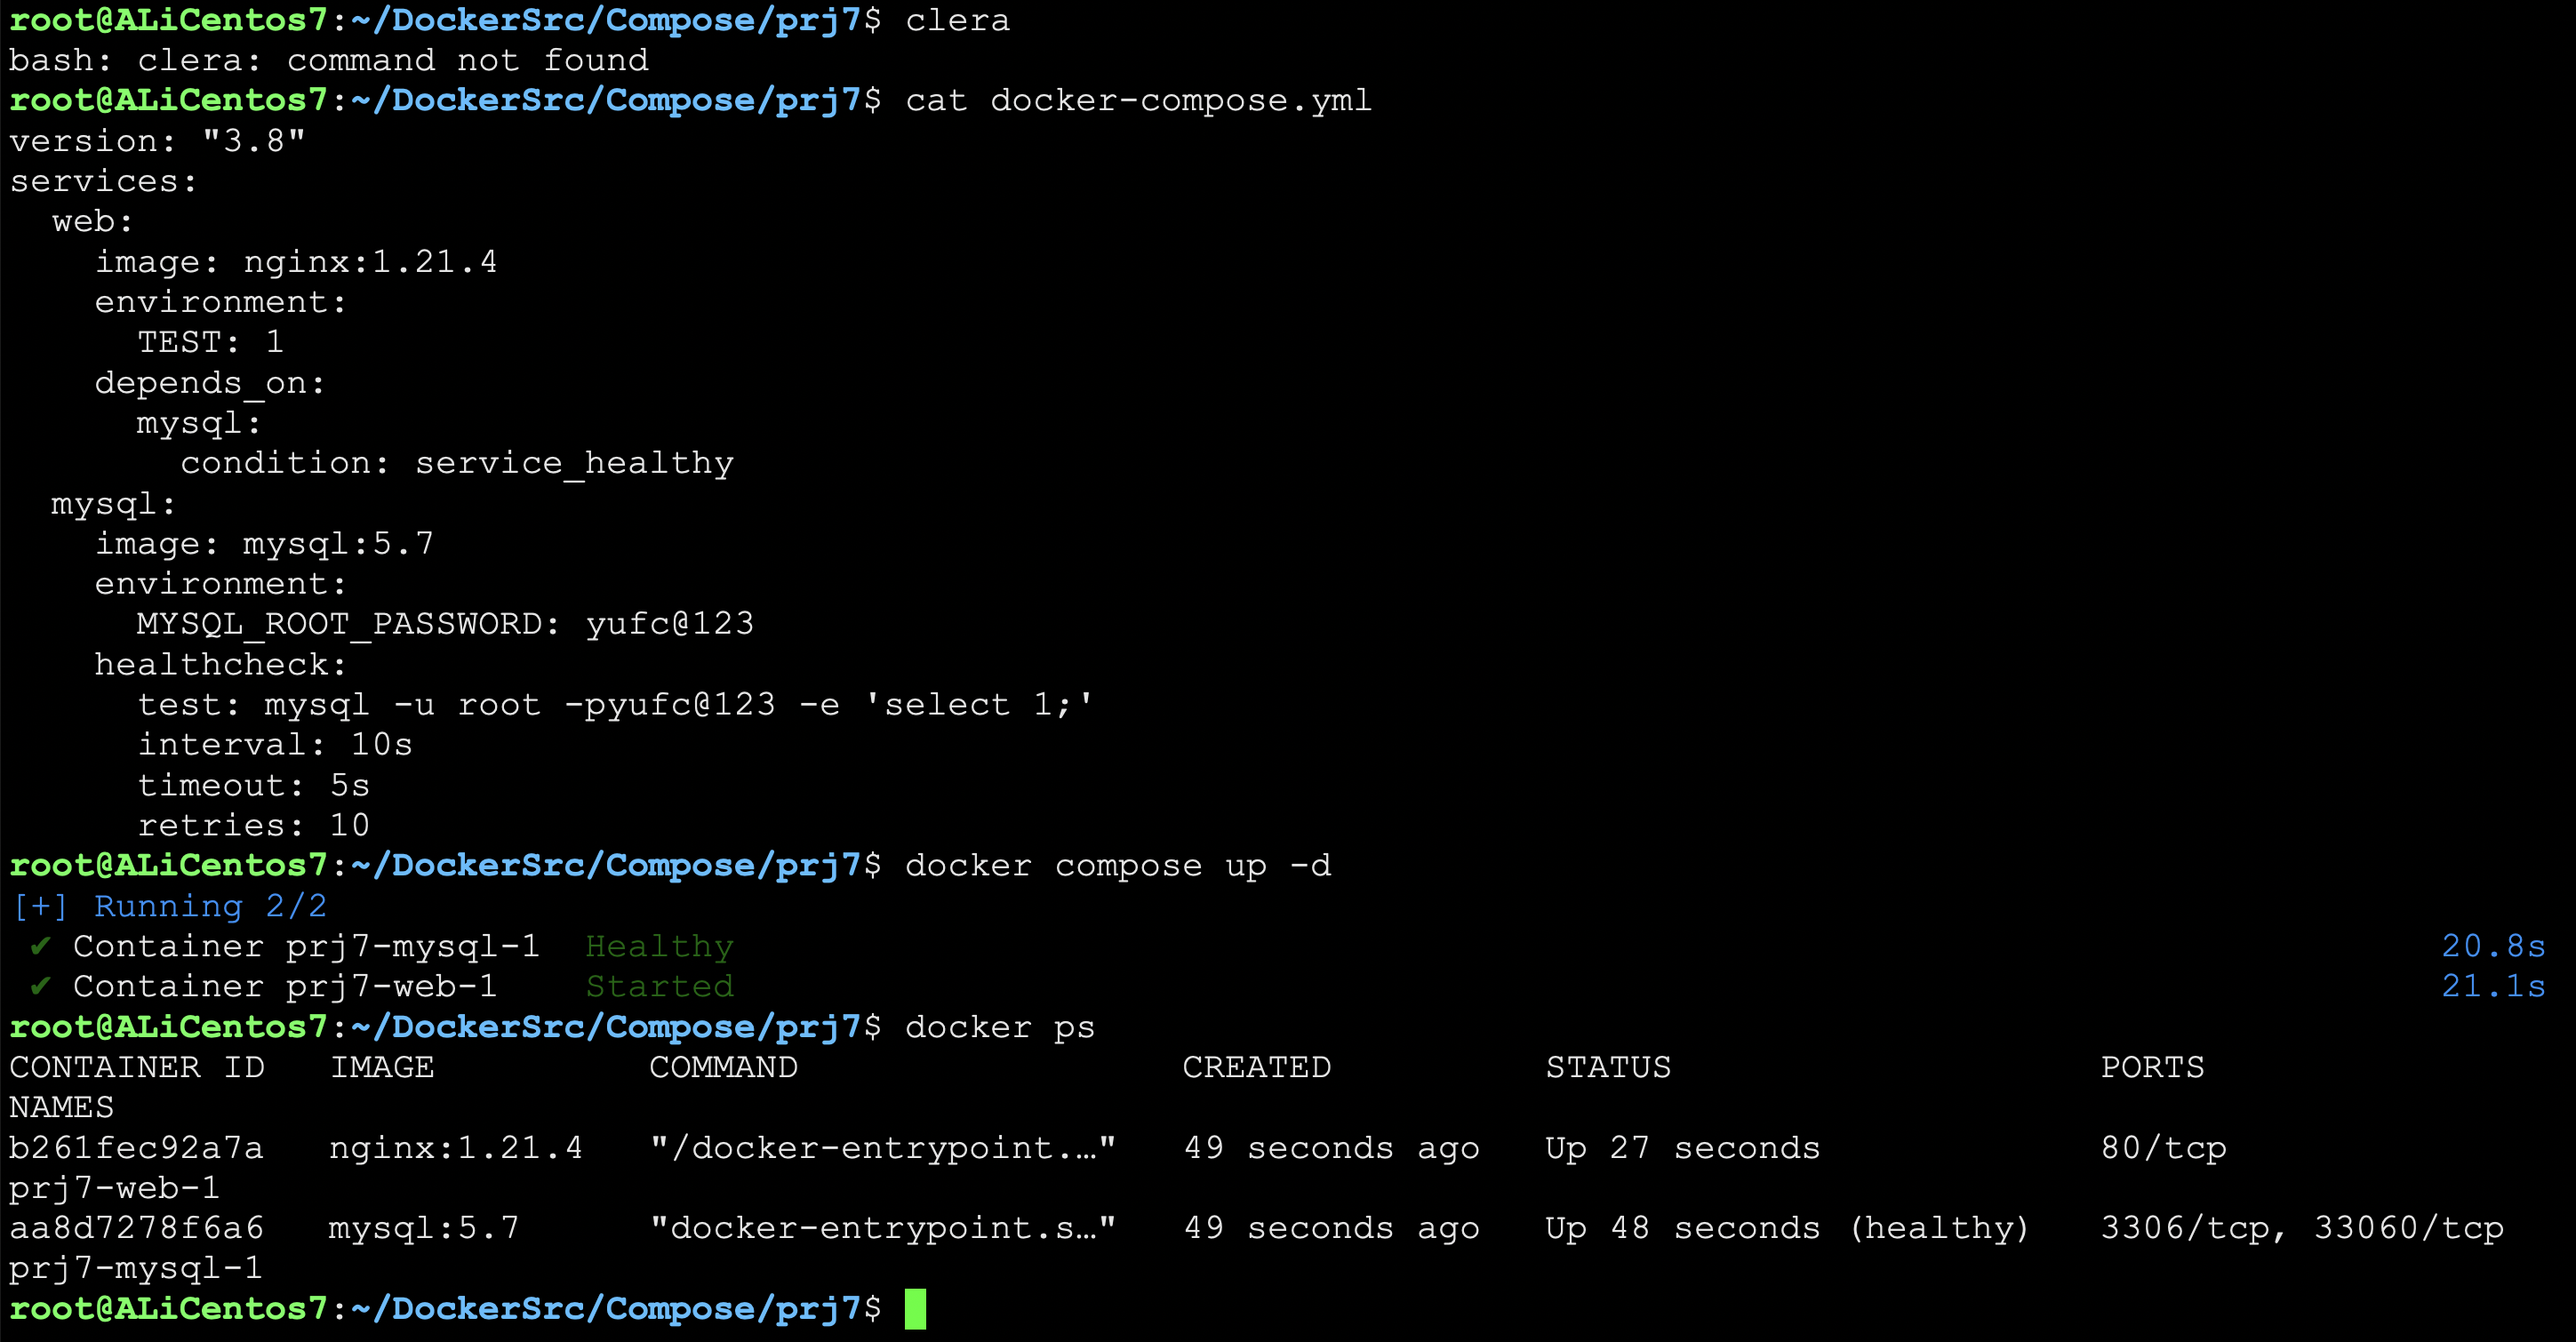 root@ALiCentos7:~/DockerSrc/Compose/prj7$ clera
bash: clera: command not found
root@ALiCentos7:~/DockerSrc/Compose/prj7$ cat docker-compose.yml
version: "3.8"
services:
  web:
    image: nginx:1.21.4
    environment:
      TEST: 1
    depends_on:
      mysql:
        condition: service_healthy
  mysql:
    image: mysql:5.7
    environment:
      MYSQL_ROOT_PASSWORD: yufc@123
    healthcheck:
      test: mysql -u root -pyufc@123 -e 'select 1;'
      interval: 10s
      timeout: 5s
      retries: 10
root@ALiCentos7:~/DockerSrc/Compose/prj7$ docker compose up -d
[+] Running 2/2
 ✔ Container prj7-mysql-1  Healthy 20.8s
 ✔ Container prj7-web-1    Started 21.1s
root@ALiCentos7:~/DockerSrc/Compose/prj7$ docker ps
CONTAINER ID   IMAGE          COMMAND                  CREATED          STATUS                    PORTS
NAMES
b261fec92a7a   nginx:1.21.4   "/docker-entrypoint.…"   49 seconds ago   Up 27 seconds             80/tcp
prj7-web-1
aa8d7278f6a6   mysql:5.7      "docker-entrypoint.s…"   49 seconds ago   Up 48 seconds (healthy)   3306/tcp, 33060/tcp
prj7-mysql-1
root@ALiCentos7:~/DockerSrc/Compose/prj7$